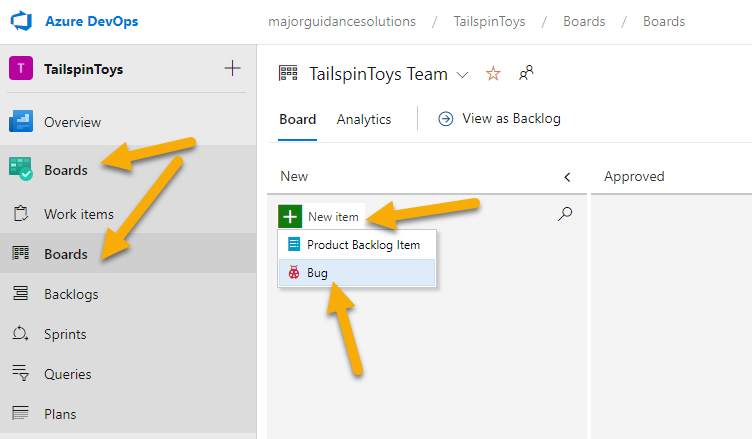 Azure DevOps
majorguidancesolutions / TailspinToys / Boards / Boards
T TailspinToys
Overview
Boards
Work items
Boards
Backlogs
Sprints
Queries
Plans
TailspinToys Team
Board Analytics View as Backlog
New Approved
New item
Product Backlog Item
Bug